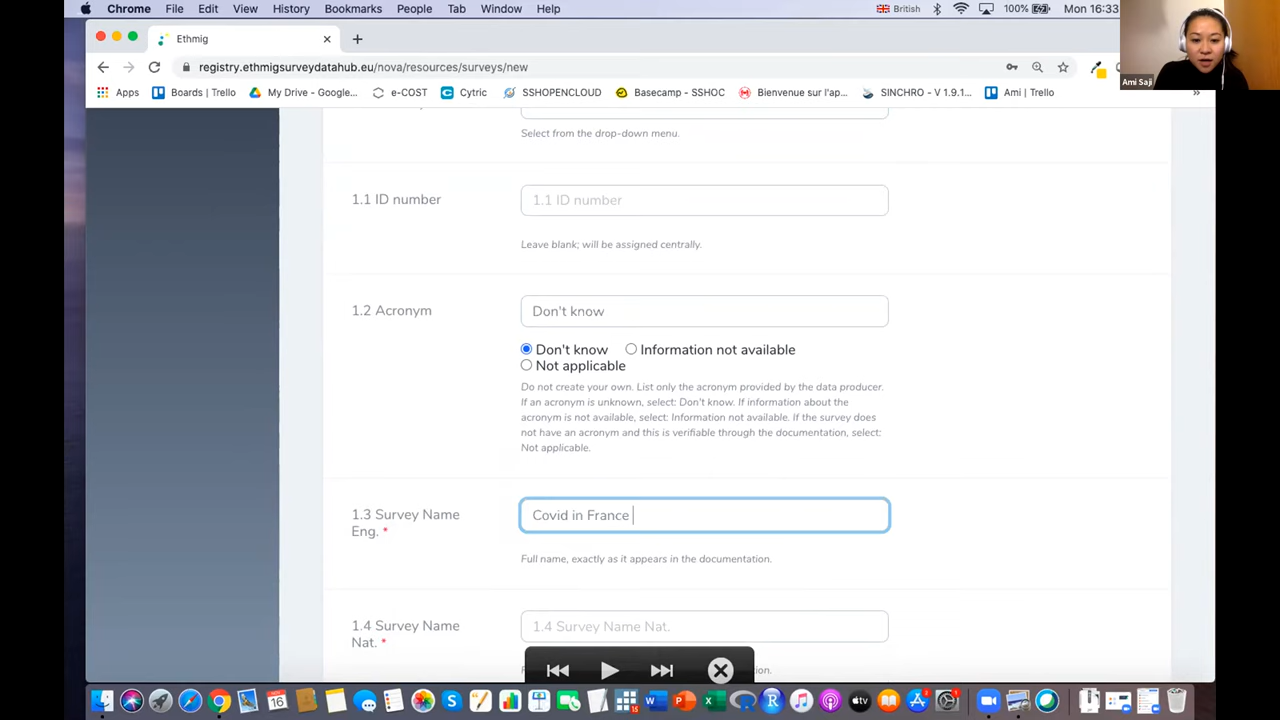 Chrome File Edit View History Bookmarks People Tab Window Help British 100% Mon 16:33
Ethmig
registry.ethmigsurveydatahub.eu/nova/resources/surveys/new
Ami Saji
Apps Boards | Trello My Drive - Google... e-COST Cytric SSHOPENCLOUD Basecamp - SSHOC Bienvenue sur l'ap... SINCHRO - V 1.9.1... Ami | Trello »
Select from the drop-down menu.
1.1 ID number 1.1 ID number
Leave blank; will be assigned centrally.
1.2 Acronym Don't know
Don't know Information not available
Not applicable
Do not create your own. List only the acronym provided by the data producer.
If an acronym is unknown, select: Don't know. If information about the
acronym is not available, select: Information not available. If the survey does
not have an acronym and this is verifiable through the documentation, select:
Not applicable.
1.3 Survey Name
Eng. *
Covid in France
Full name, exactly as it appears in the documentation.
1.4 Survey Name
Nat. *
1.4 Survey Name Nat.